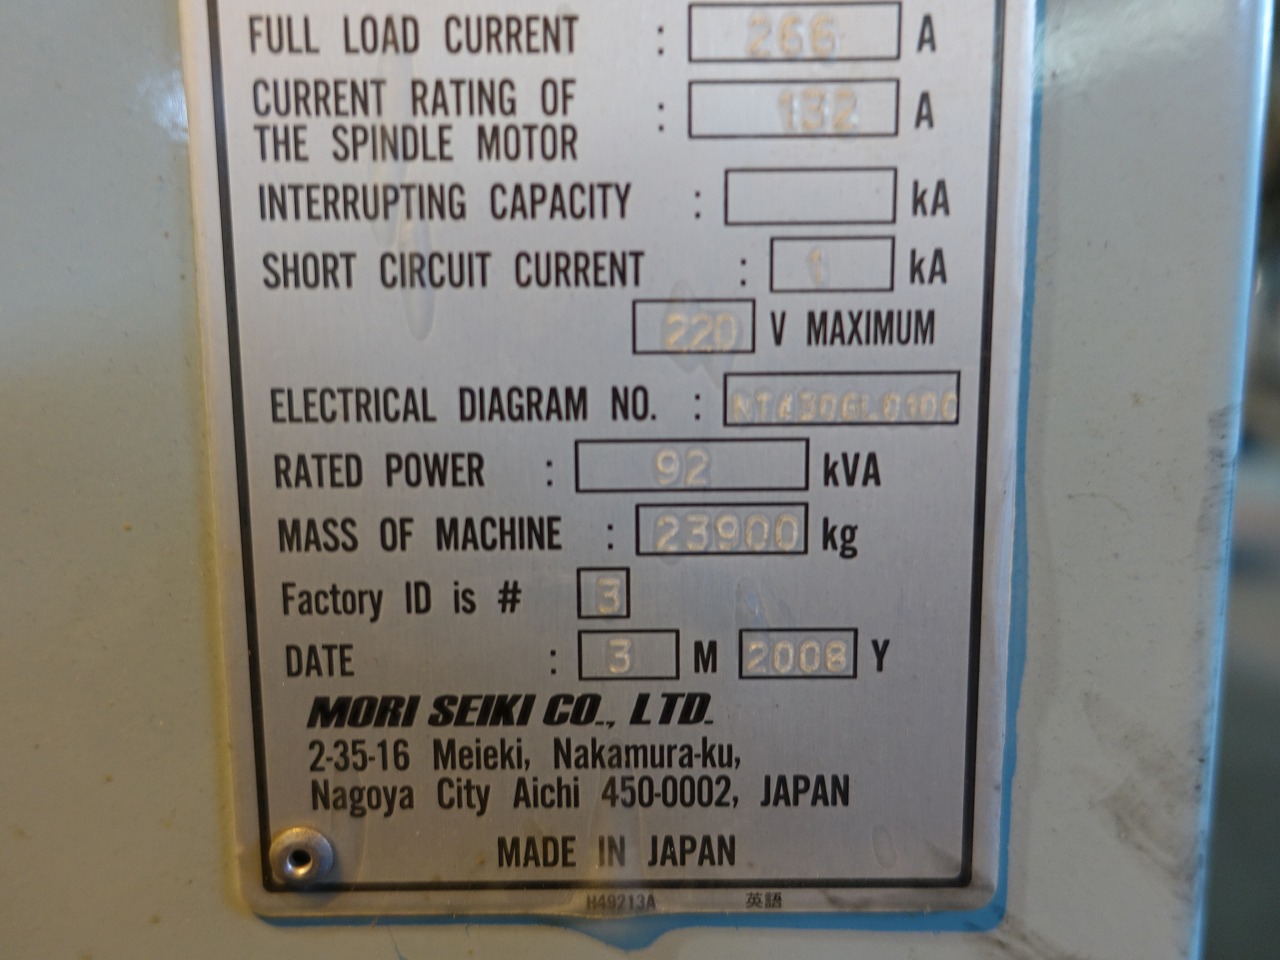 FULL LOAD CURRENT : 266 A
CURRENT RATING OF : 132 A
THE SPINDLE MOTOR
INTERRUPTING CAPACITY : kA
SHORT CIRCUIT CURRENT : 1 kA
220 V MAXIMUM
ELECTRICAL DIAGRAM NO. :
RATED POWER : 92 kVA
MASS OF MACHINE : 23900 kg
Factory ID is # 3
DATE : 3 M 2008 Y
MORI SEIKI CO., LTD.
2-35-16 Meieki, Nakamura-ku,
Nagoya City Aichi 450-0002, JAPAN
MADE IN JAPAN
H49213A 英語